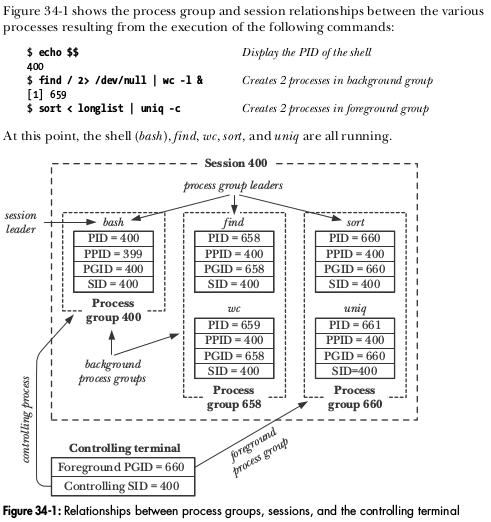 Figure 34-1 shows the process group and session relationships between the various
processes resulting from the execution of the following commands:
$ echo $$ Display the PID of the shell
400
$ find / 2> /dev/null | wc -l & Creates 2 processes in background group
[1] 659
$ sort < longlist | uniq -c Creates 2 processes in foreground group
At this point, the shell (bash), find, wc, sort, and uniq are all running.
Session 400
process group leaders
session
leader
bash
PID = 400
PPID = 399
PGID = 400
SID = 400
Process
group 400
find
PID = 658
PPID = 400
PGID = 658
SID = 400
wc
PID = 659
PPID = 400
PGID = 658
SID = 400
Process
group 658
sort
PID = 660
PPID = 400
PGID = 660
SID = 400
uniq
PID = 661
PPID = 400
PGID = 660
SID=400
Process
group 660
background
process groups
controlling process
foreground
process group
Controlling terminal
Foreground PGID = 660
Controlling SID = 400
Figure 34-1: Relationships between process groups, sessions, and the controlling terminal